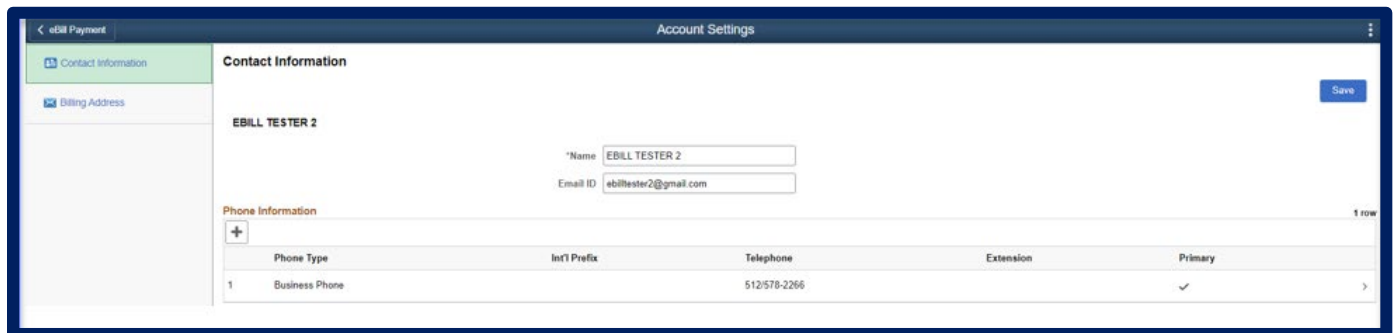 eBill Payment
Account Settings
Contact Information
Billing Address
Contact Information
Save
EBILL TESTER 2
*Name EBILL TESTER 2
Email ID ebilltester2@gmail.com
Phone Information
1 row
Phone Type Int'l Prefix Telephone Extension Primary
1 Business Phone 512/578-2266